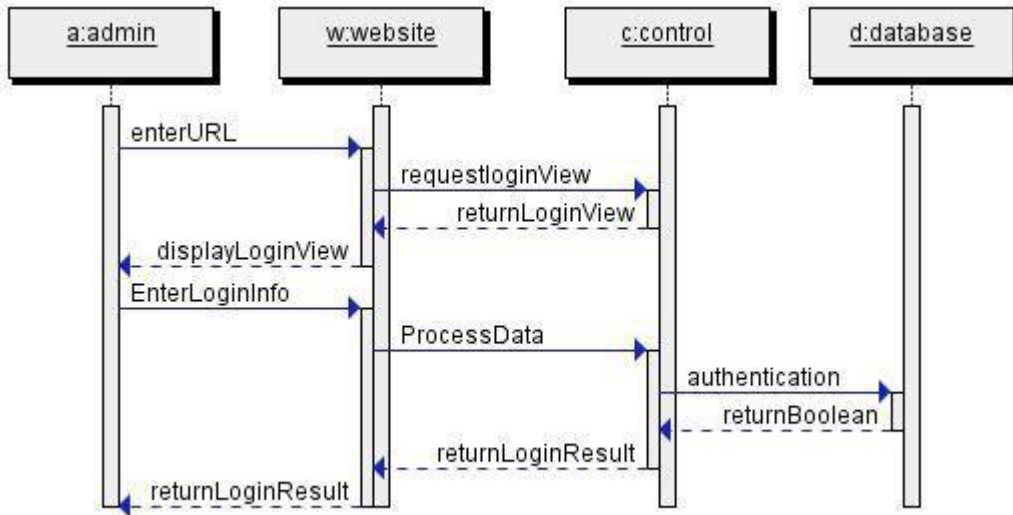 a:admin
w:website
c:control
d:database
enterURL
requestloginView
returnLoginView
displayLoginView
EnterLoginInfo
ProcessData
authentication
returnBoolean
returnLoginResult
returnLoginResult